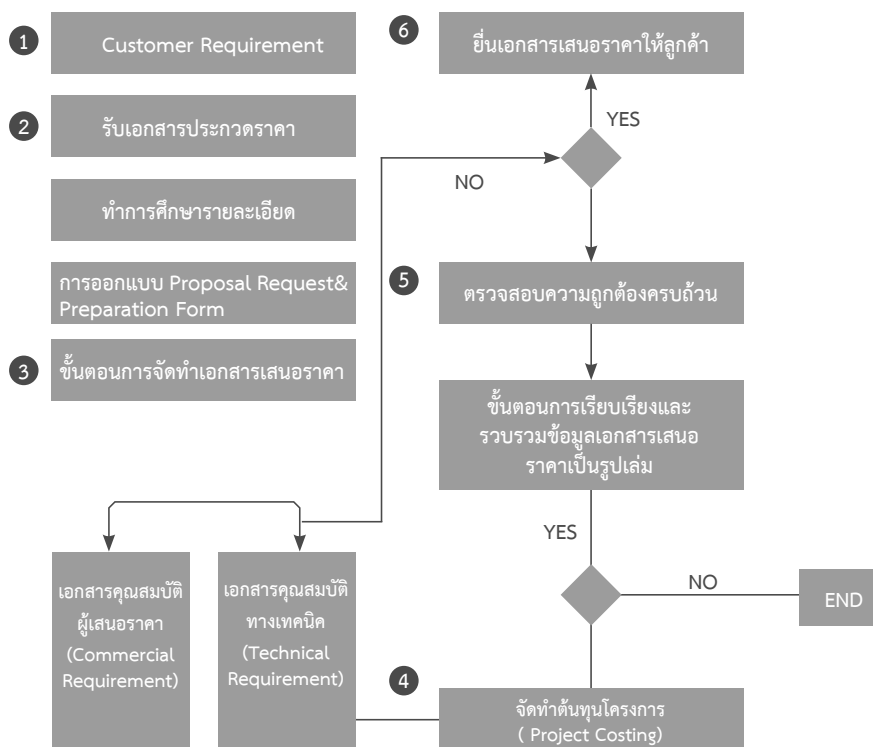 1
Customer Requirement
2
รับเอกสารประกวดราคา
ทำการศึกษารายละเอียด
การออกแบบ Proposal Request&
Preparation Form
3
ขั้นตอนการจัดทำเอกสารเสนอราคา
เอกสารคุณสมบัติ
ผู้เสนอราคา
(Commercial
Requirement)
เอกสารคุณสมบัติ
ทางเทคนิค
(Technical
Requirement)
4
จัดทำต้นทุนโครงการ
( Project Costing)
NO
END
YES
ขั้นตอนการเรียบเรียงและ
รวบรวมข้อมูลเอกสารเสนอ
ราคาเป็นรูปเล่ม
5
ตรวจสอบความถูกต้องครบถ้วน
NO
YES
6
ยื่นเอกสารเสนอราคาให้ลูกค้า